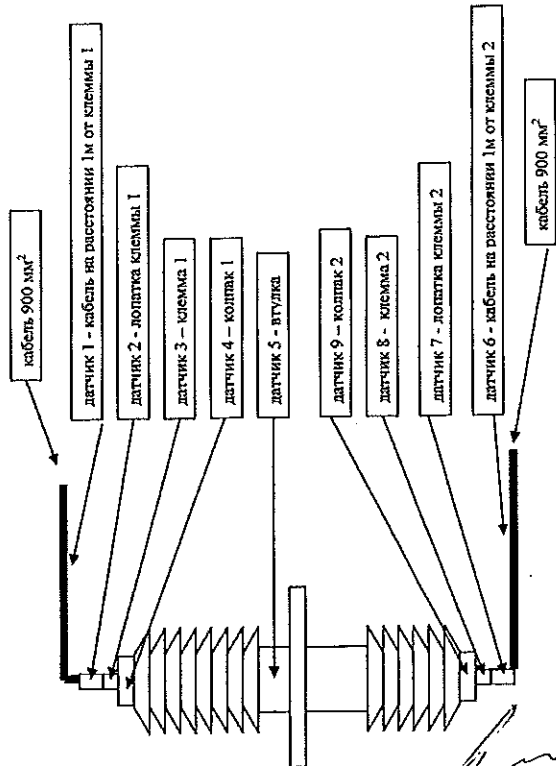 кабель 900 мм²
датчик 1 - кабель на расстоянии 1м от клеммы 1
датчик 2 - лопатка клеммы 1
датчик 3 – клемма 1
датчик 4 – колпак 1
датчик 5 - втулка
датчик 9 – колпак 2
датчик 8 - клемма 2
датчик 7 - лопатка клеммы 2
датчик 6 - кабель на расстоянии 1м от клеммы 2
кабель 900 мм²